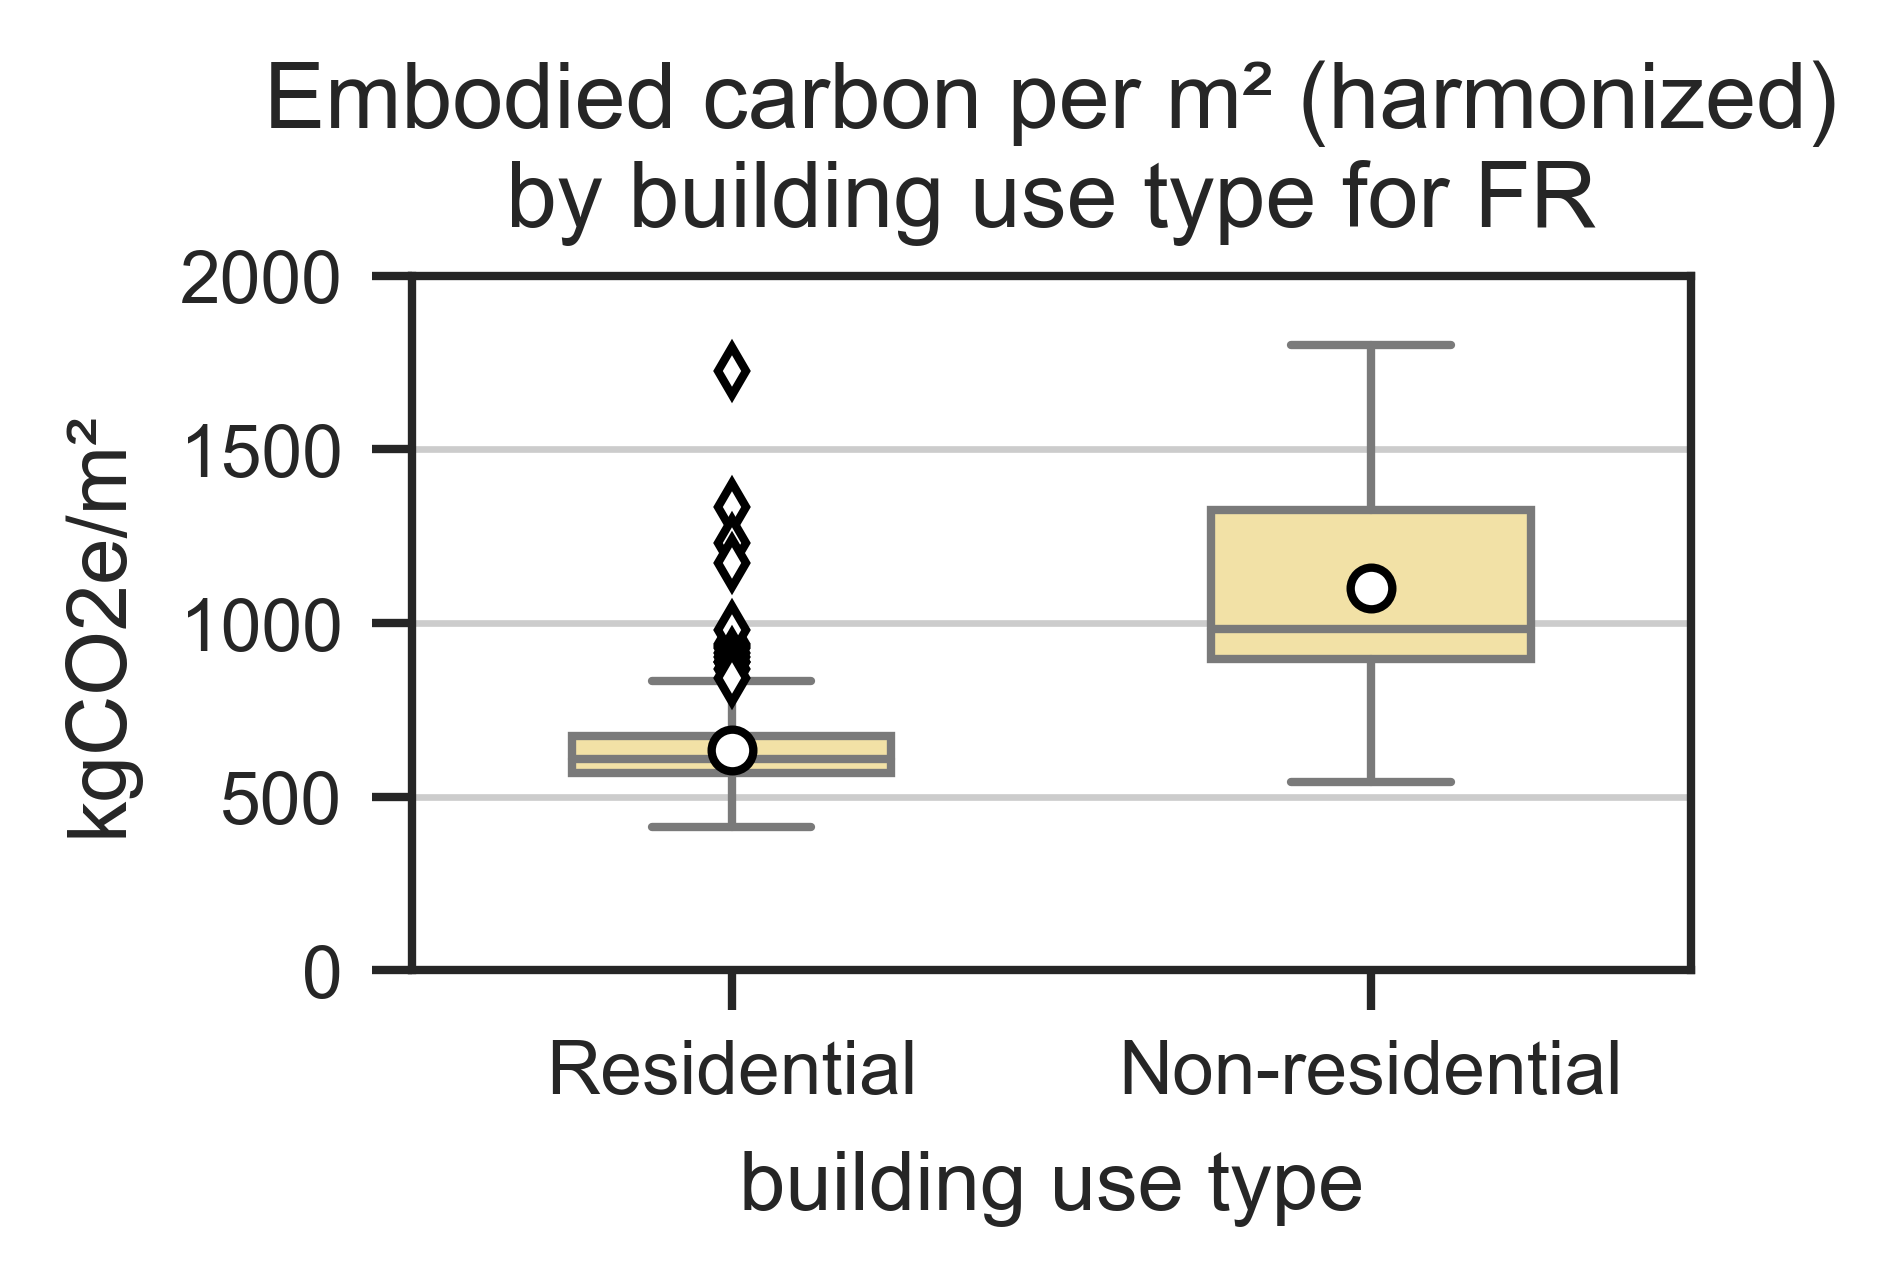 Embodied carbon per m² (harmonized)
by building use type for FR
kgCO2e/m²
2000
1500
1000
500
0
Residential
Non-residential
building use type